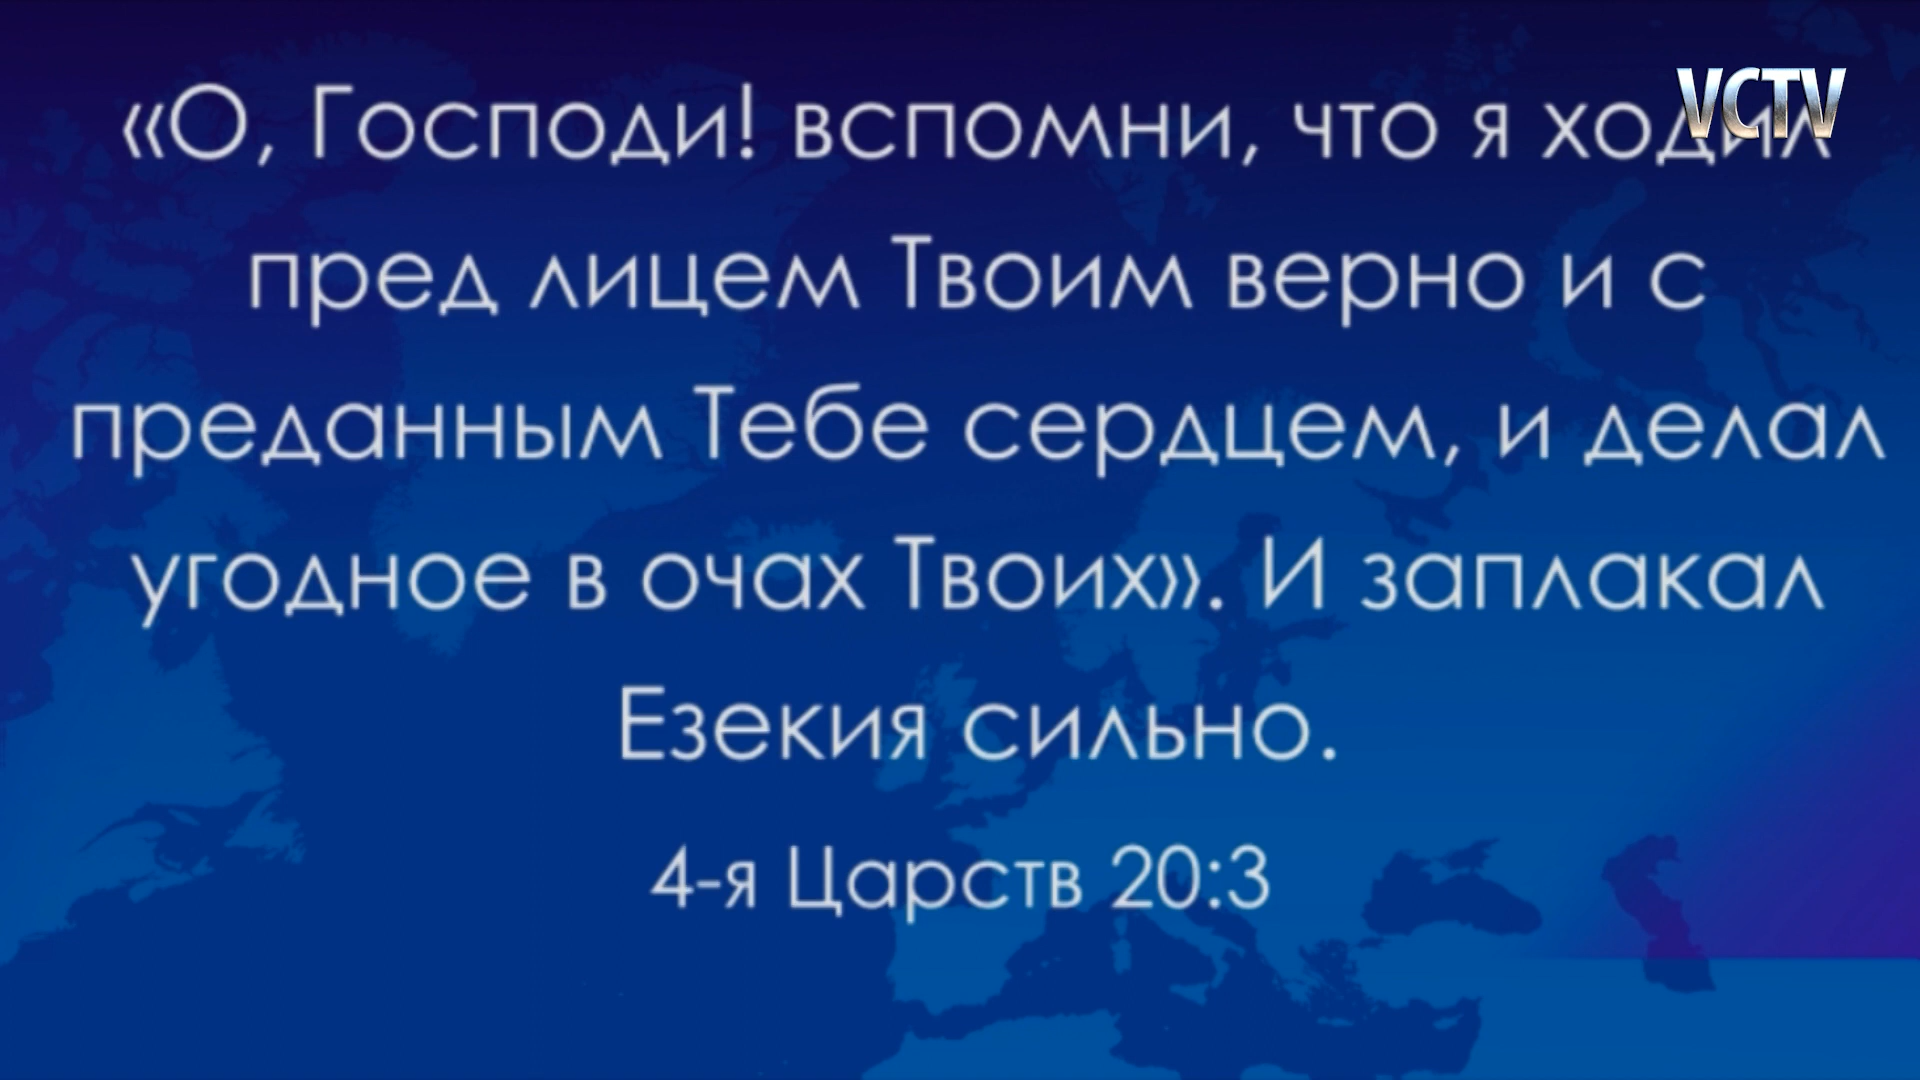 «О, Господи! вспомни, что я ходил
VCTV
пред лицем Твоим верно и с
преданным Тебе сердцем, и делал
угодное в очах Твоих». И заплакал
Езекия сильно.
4-я Царств 20:3